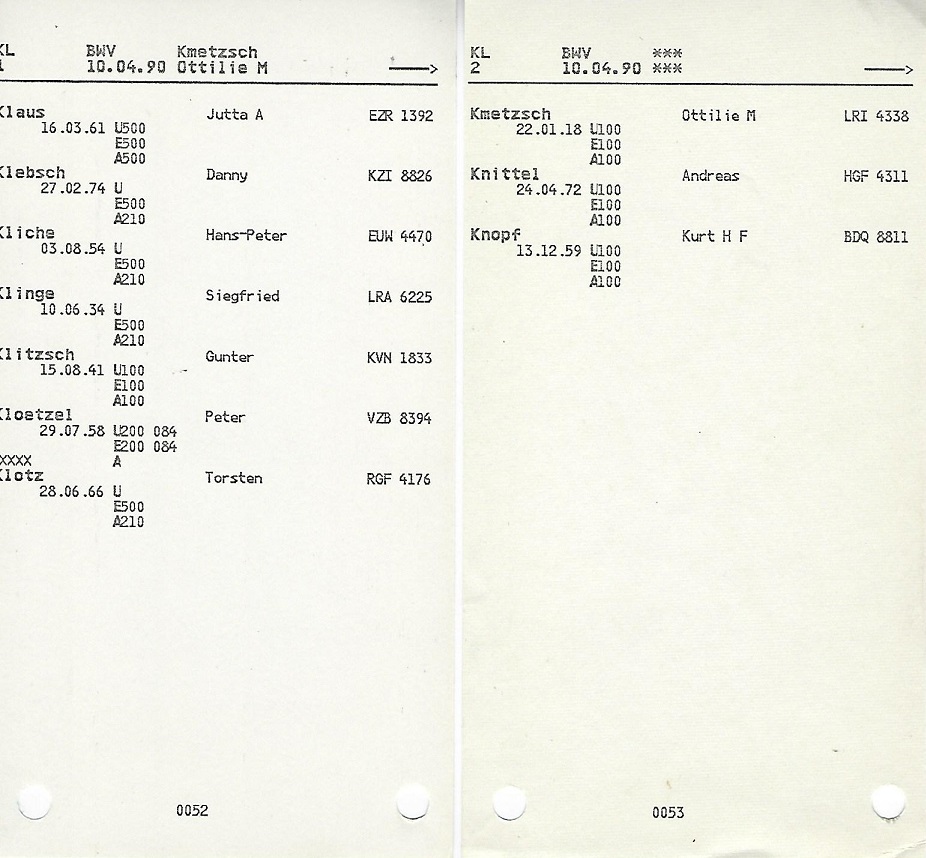 KL BWV Kmetzsch
1 10.04.90 Ottilie M ———>
Klaus Jutta A EZR 1392
16.03.61 U500
E500
A500
Klebsch Danny KZI 8826
27.02.74 U
E500
A210
Kliche Hans-Peter EUW 4470
03.08.54 U
E500
A210
Klinge Siegfried LRA 6225
10.06.34 U
E500
A210
Klitzsch Gunter KVN 1833
15.08.41 U100
E100
A100
Kloetzel Peter VZB 8394
29.07.58 U200 084
E200 084
XXXX A
Klotz Torsten RGF 4176
28.06.66 U
E500
A210
0052
KL BWV ***
2 10.04.90 *** ———>
Kmetzsch Ottilie M LRI 4338
22.01.18 U100
E100
A100
Knittel Andreas HGF 4311
24.04.72 U100
E100
A100
Knopf Kurt H F BDQ 8811
13.12.59 U100
E100
A100
0053